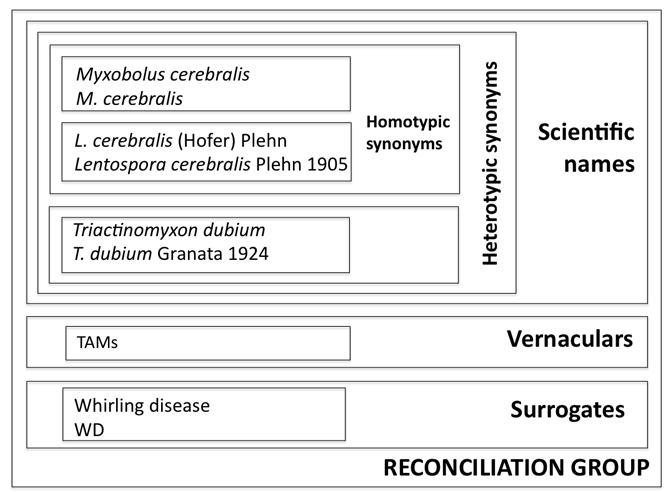 Myxobolus cerebralis
M. cerebralis
L. cerebralis (Hofer) Plehn
Lentospora cerebralis Plehn 1905
Homotypic
synonyms
Triactinomyxon dubium
T. dubium Granata 1924
Heterotypic synonyms
Scientific
names
TAMs
Vernaculars
Whirling disease
WD
Surrogates
RECONCILIATION GROUP